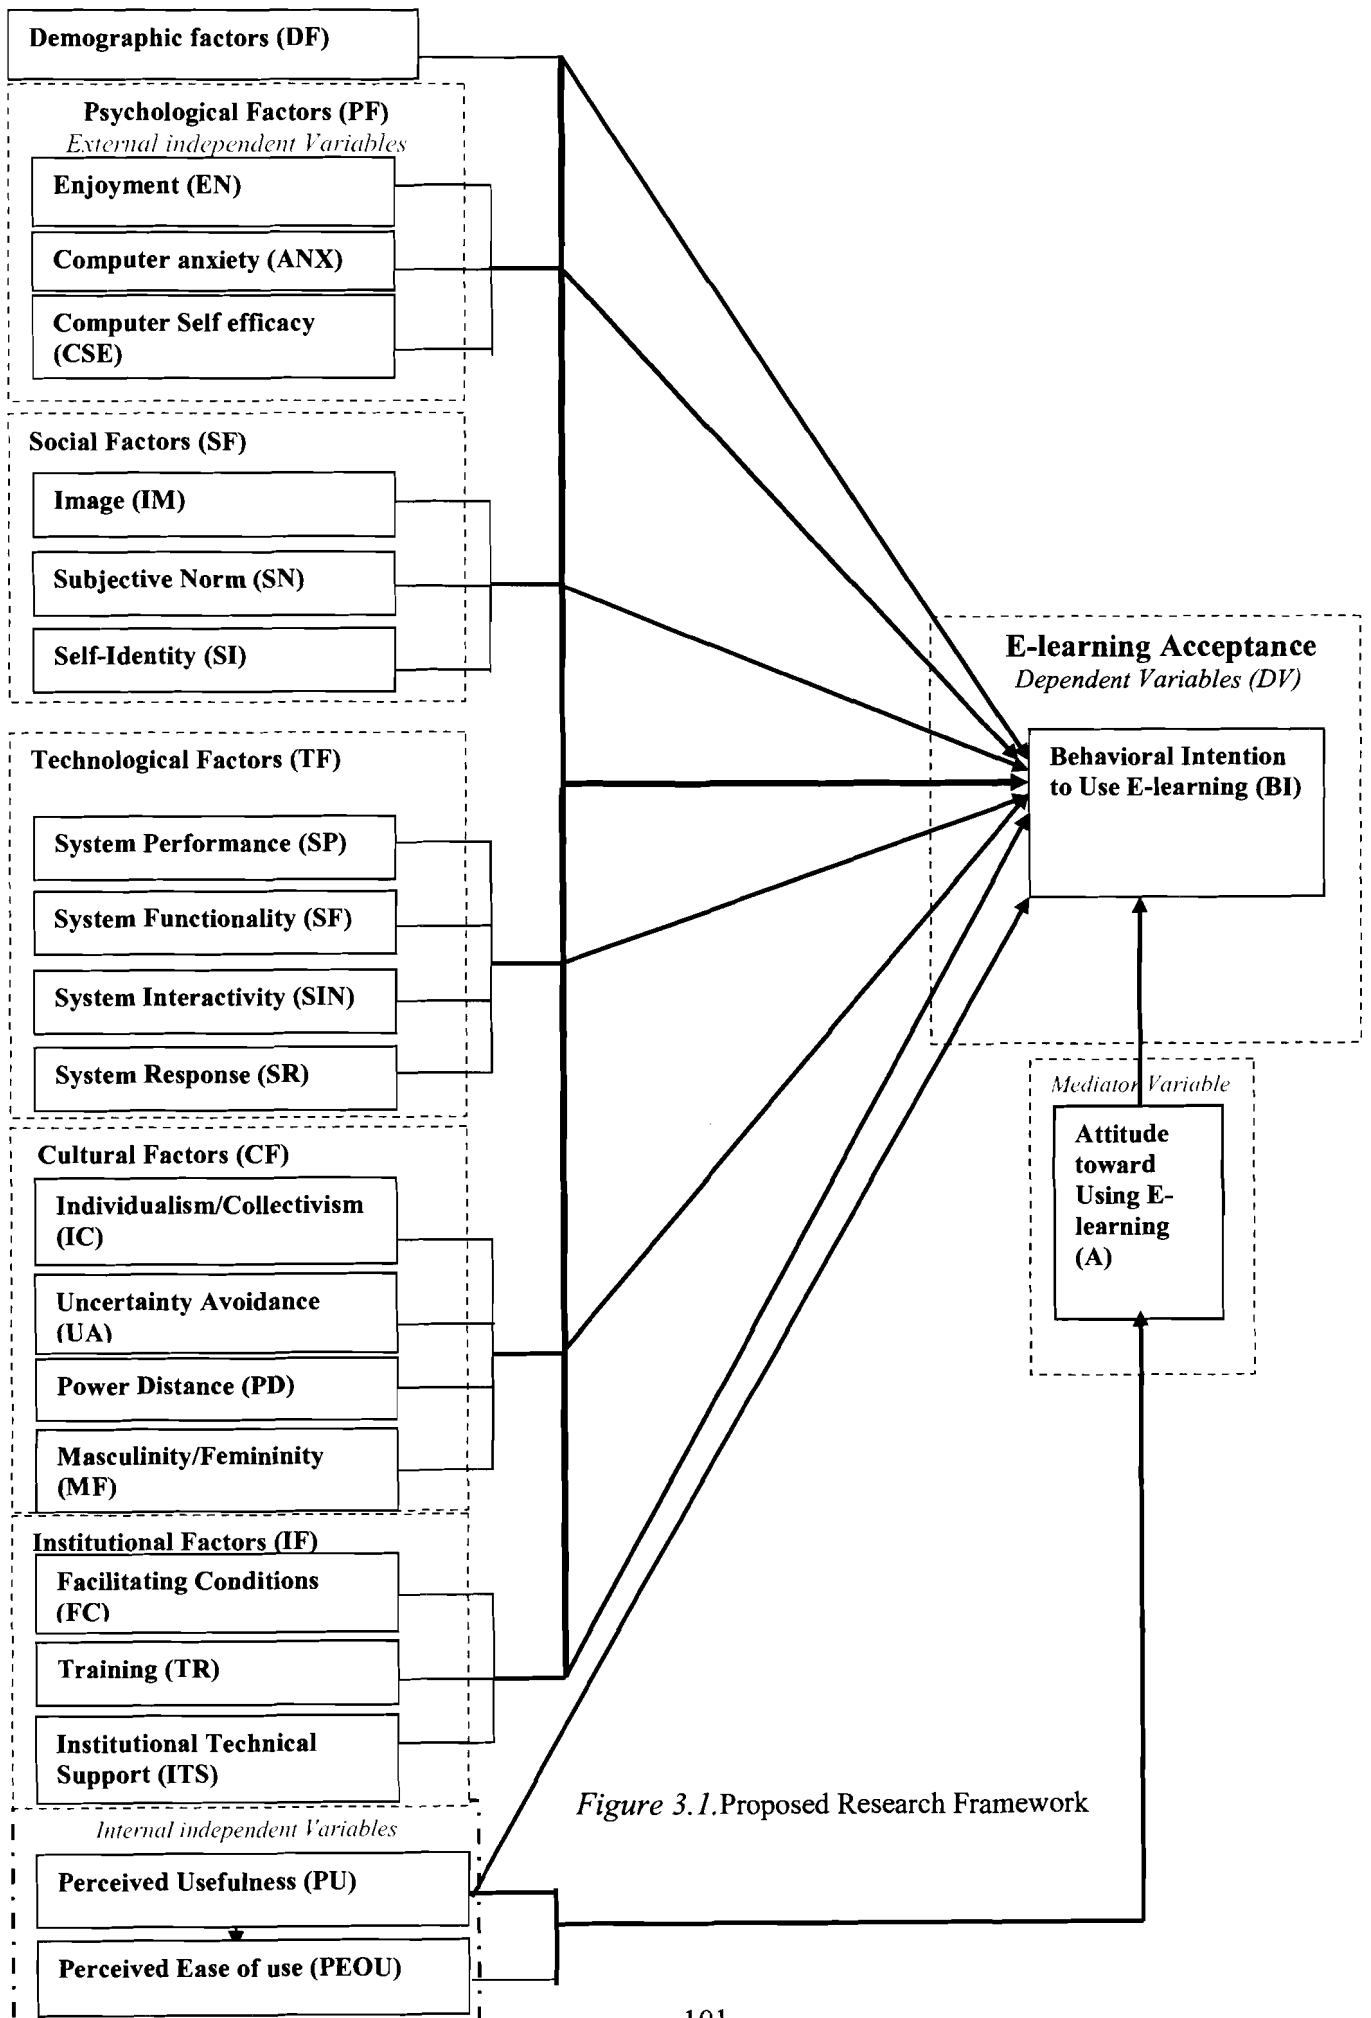 Demographic factors (DF)
Psychological Factors (PF)
External independent Variables
Enjoyment (EN)
Computer anxiety (ANX)
Computer Self efficacy
(CSE)
Social Factors (SF)
Image (IM)
Subjective Norm (SN)
Self-Identity (SI)
Technological Factors (TF)
System Performance (SP)
System Functionality (SF)
System Interactivity (SIN)
System Response (SR)
Cultural Factors (CF)
Individualism/Collectivism
(IC)
Uncertainty Avoidance
(UA)
Power Distance (PD)
Masculinity/Femininity
(MF)
Institutional Factors (IF)
Facilitating Conditions
(FC)
Training (TR)
Institutional Technical
Support (ITS)
Internal independent Variables
Perceived Usefulness (PU)
Perceived Ease of use (PEOU)
E-learning Acceptance
Dependent Variables (DV)
Behavioral Intention
to Use E-learning (BI)
Mediator Variable
Attitude
toward
Using E-
learning
(A)
Figure 3.1.Proposed Research Framework
101